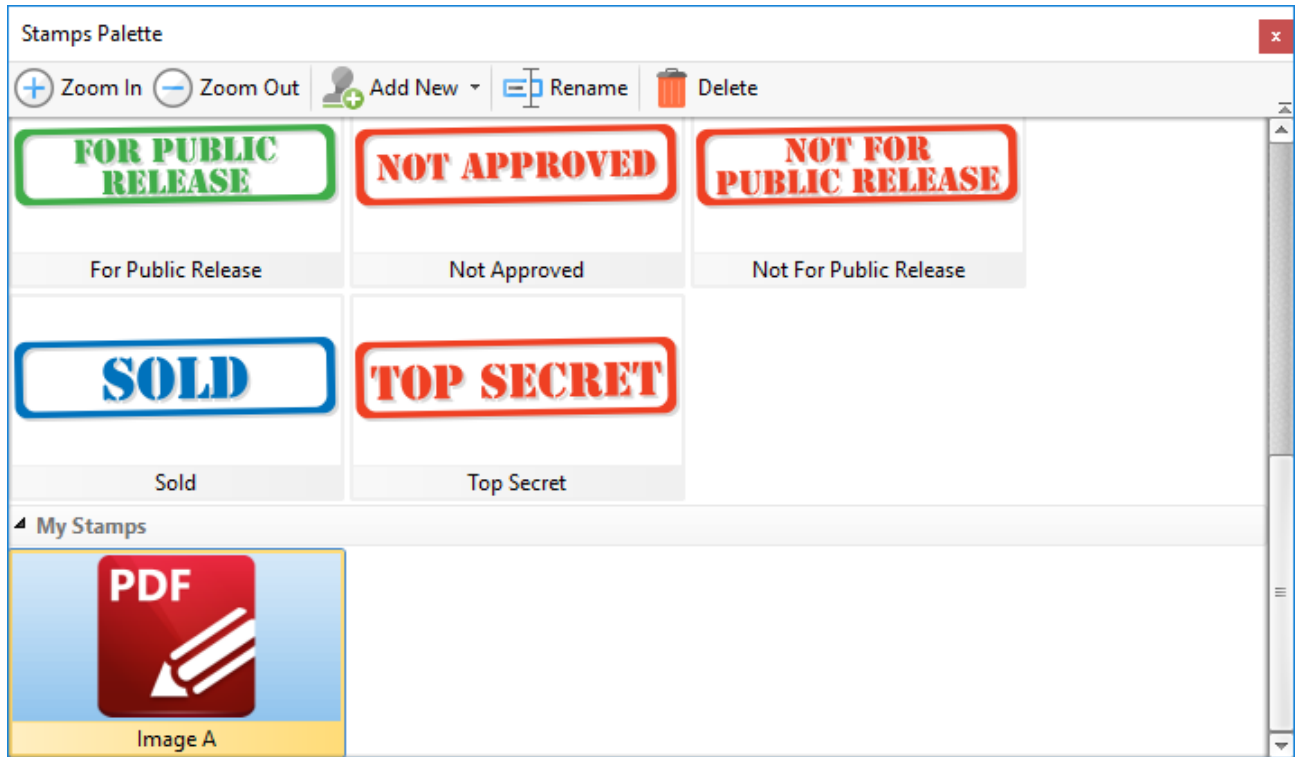 Stamps Palette
x
Zoom In Zoom Out Add New Rename Delete
FOR PUBLIC
RELEASE
NOT APPROVED
NOT FOR
PUBLIC RELEASE
For Public Release Not Approved Not For Public Release
SOLD
TOP SECRET
Sold Top Secret
My Stamps
PDF
Image A